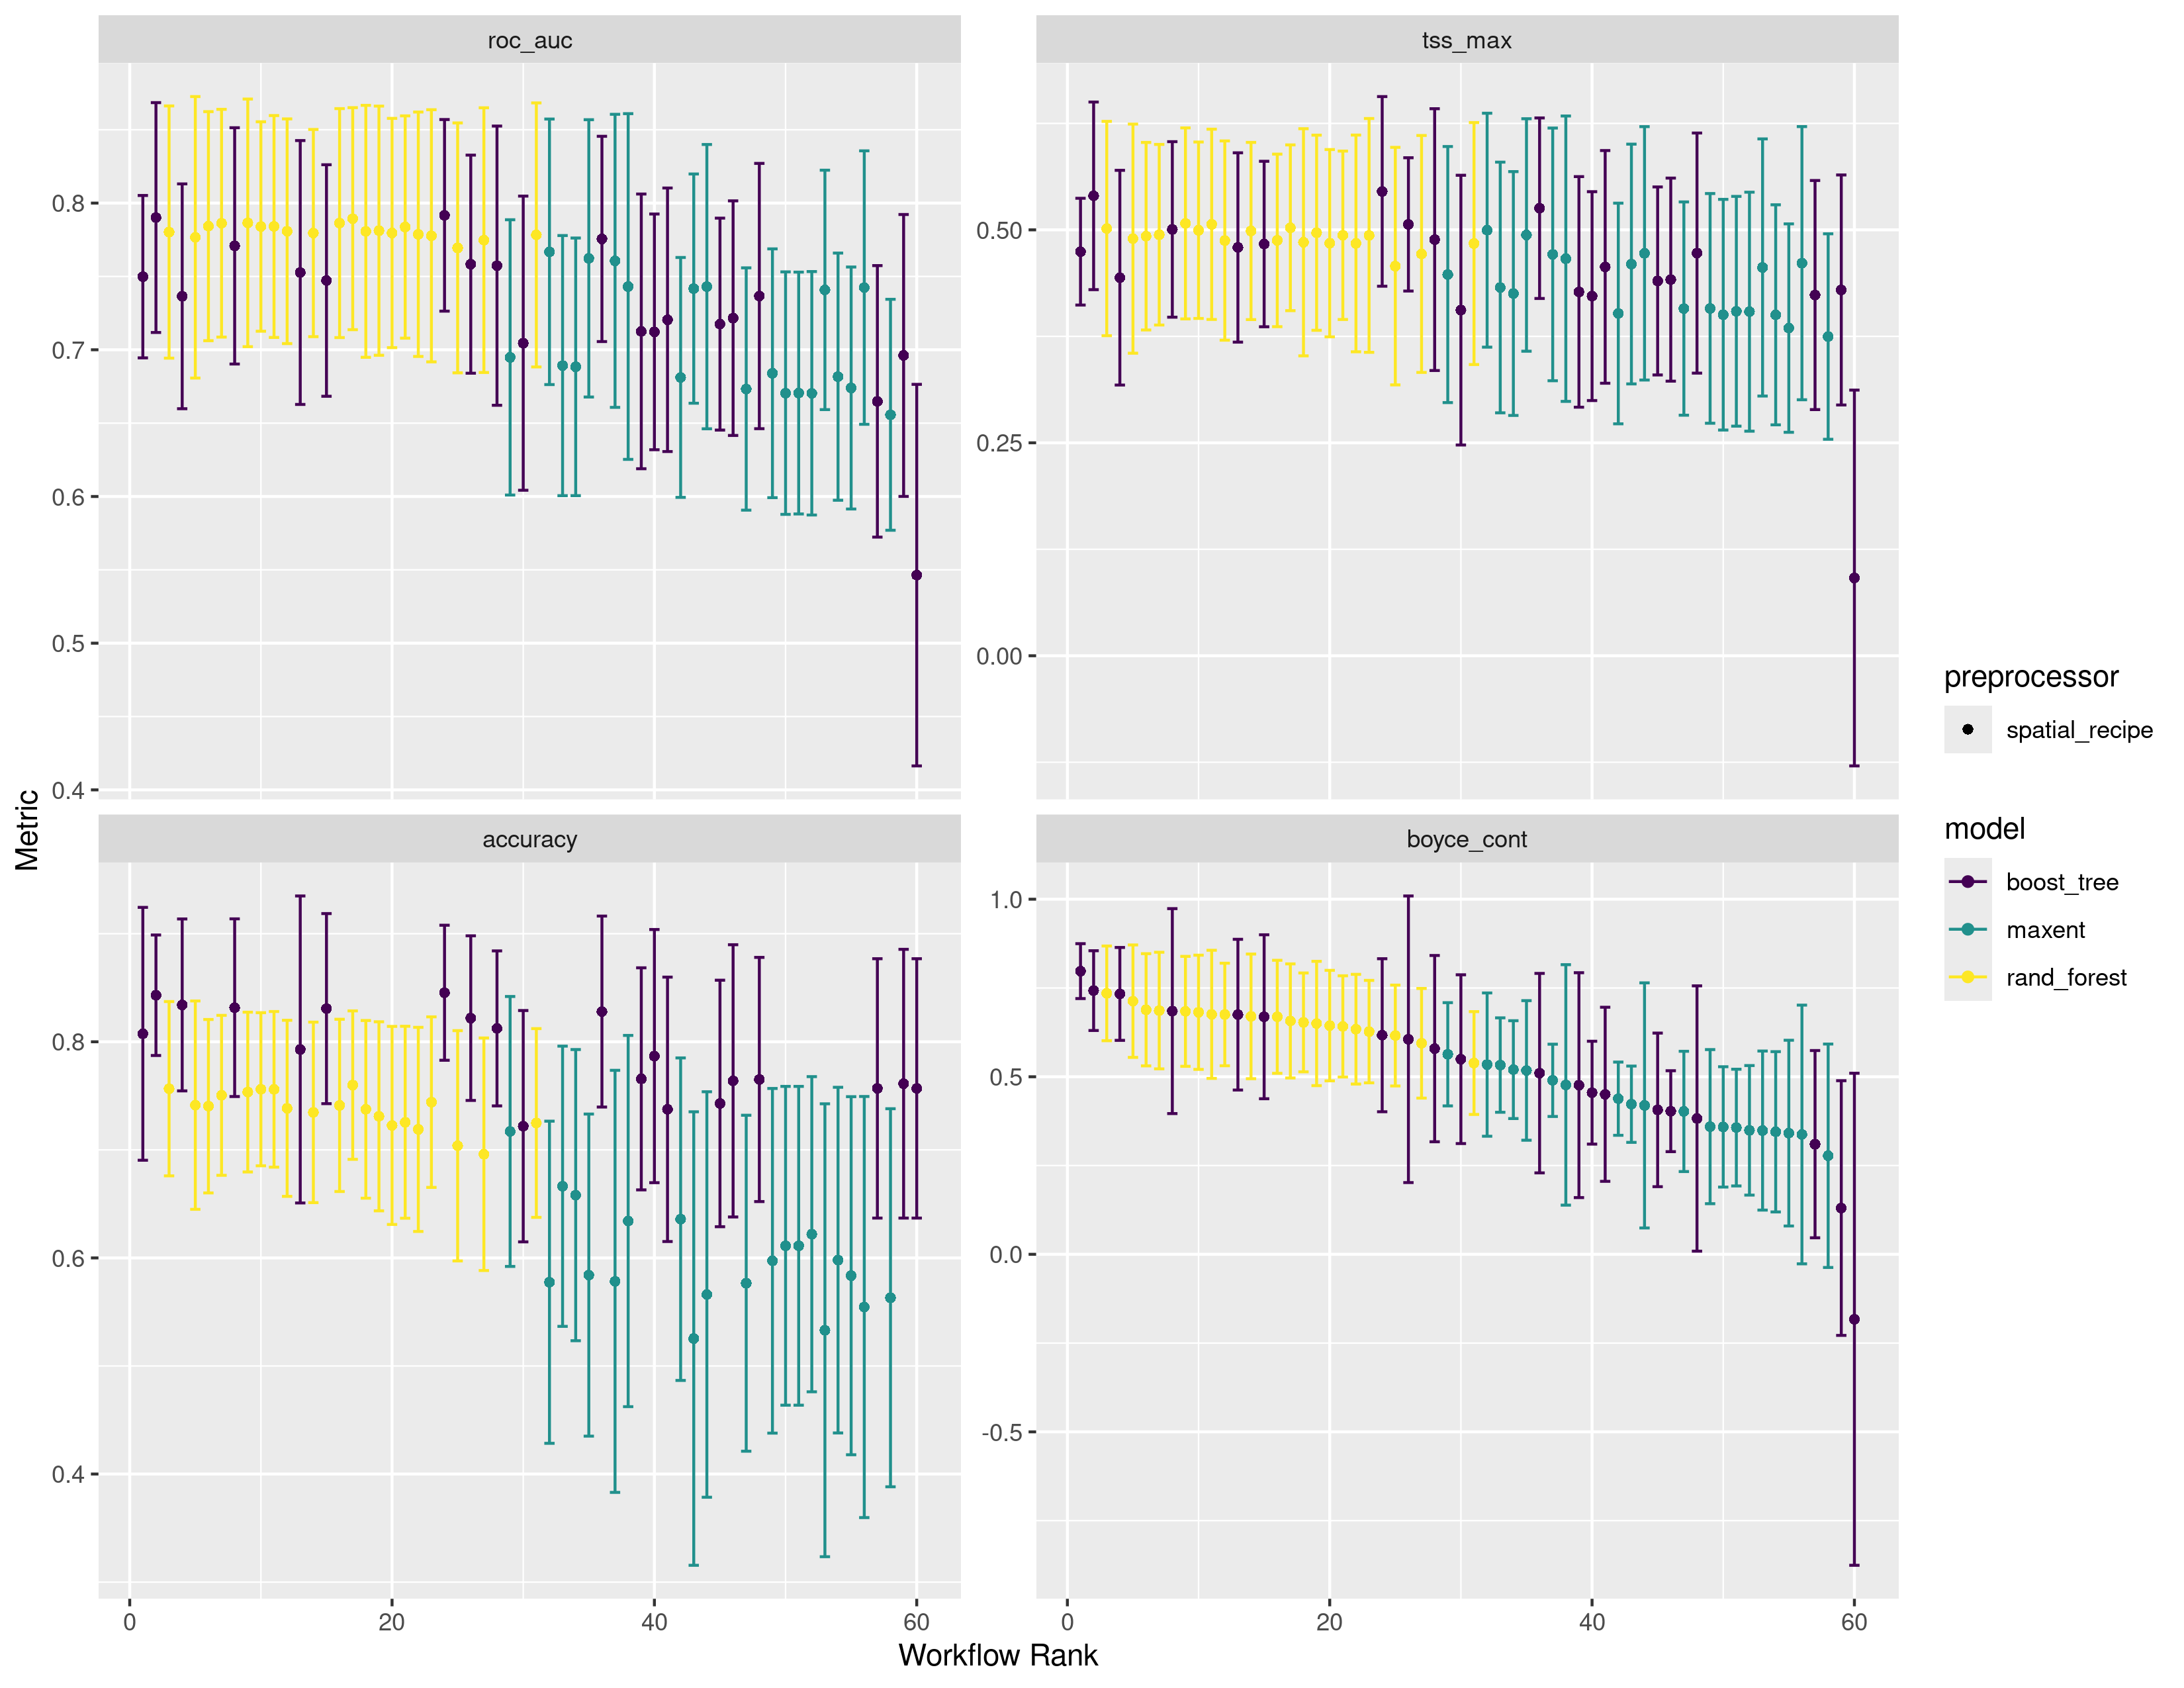 roc_auc
tss_max
0.8
0.7
0.6
0.5
0.4
0.50
0.25
0.00
accuracy
boyce_cont
0.8
0.6
0.4
1.0
0.5
0.0
-0.5
0
20
40
60
0
20
40
60
Workflow Rank
Metric
preprocessor
spatial_recipe
model
boost_tree
maxent
rand_forest